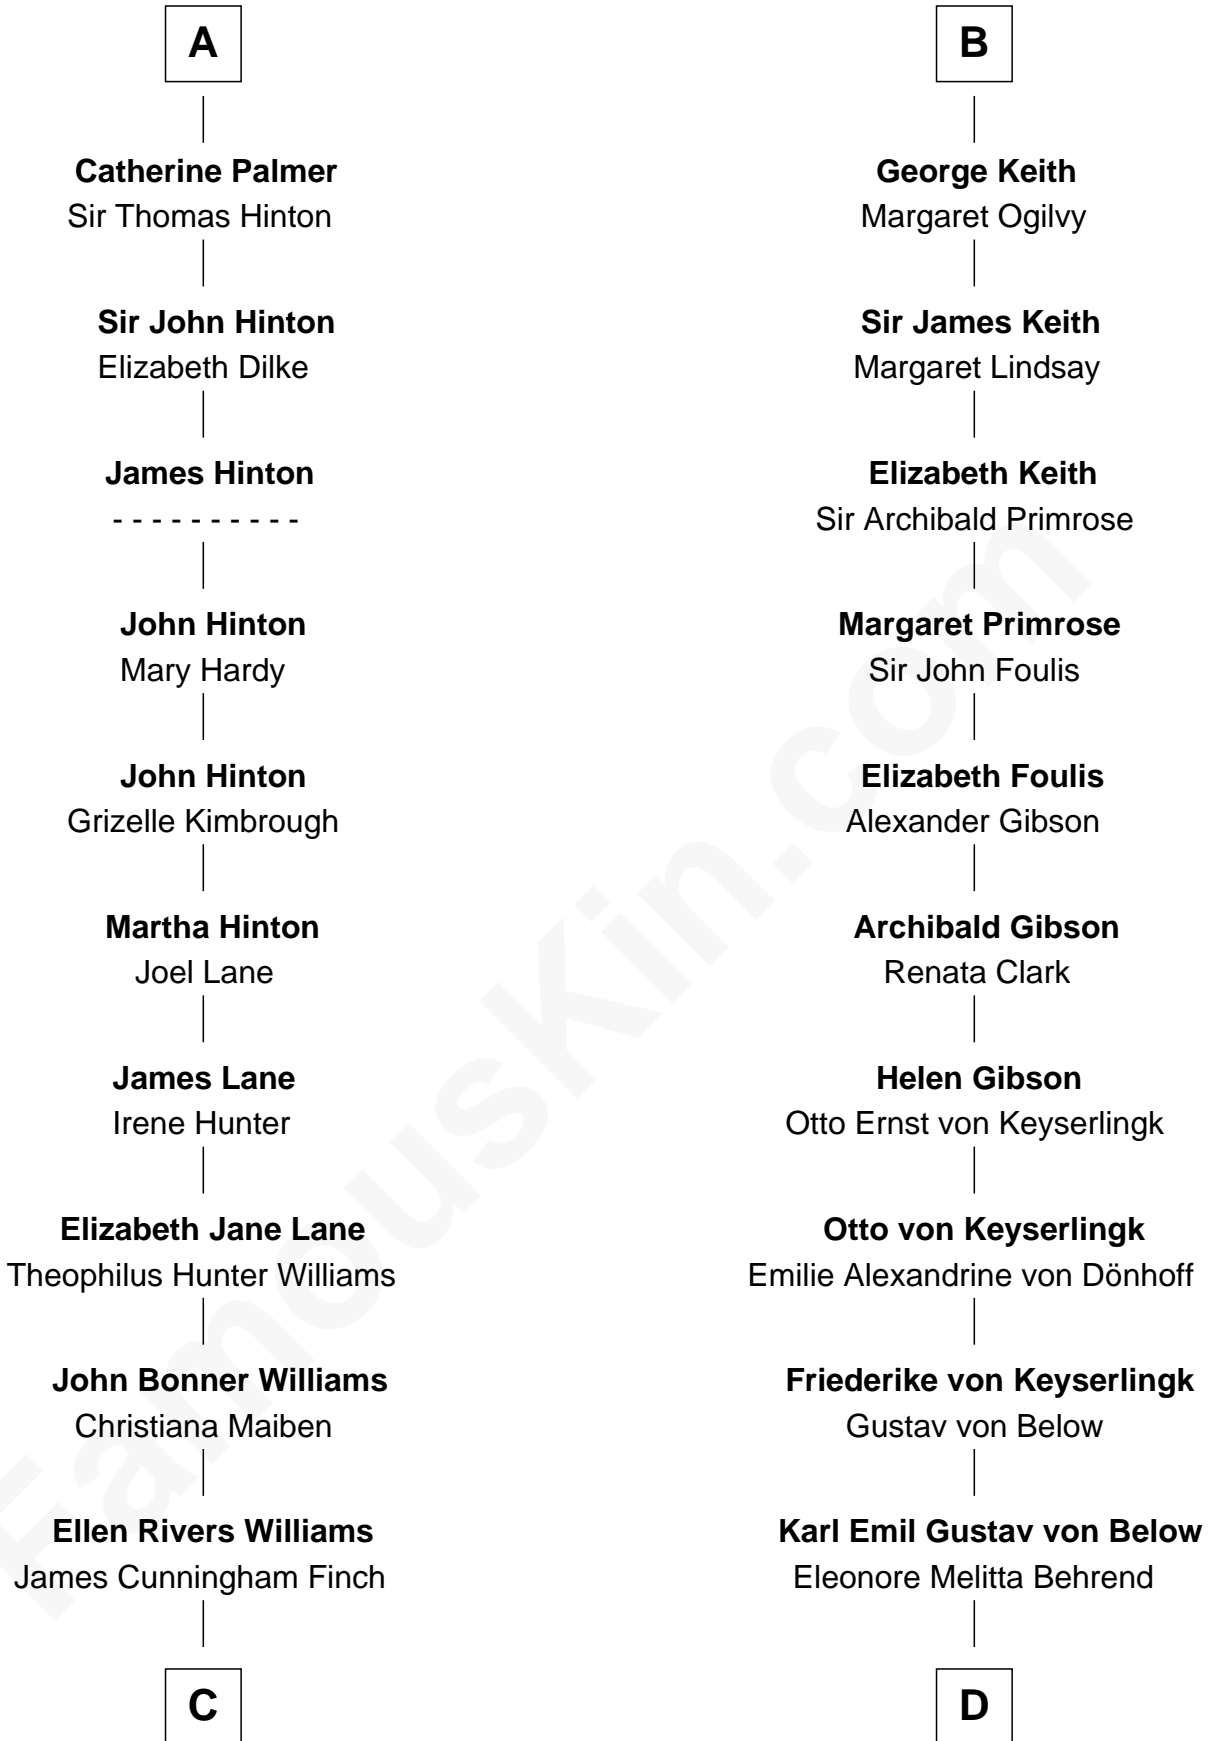 A
Catherine Palmer
Sir Thomas Hinton
Sir John Hinton
Elizabeth Dilke
James Hinton
- - - - - - - - - -
John Hinton
Mary Hardy
John Hinton
Grizelle Kimbrough
Martha Hinton
Joel Lane
James Lane
Irene Hunter
Elizabeth Jane Lane
Theophilus Hunter Williams
John Bonner Williams
Christiana Maiben
Ellen Rivers Williams
James Cunningham Finch
C
B
George Keith
Margaret Ogilvy
Sir James Keith
Margaret Lindsay
Elizabeth Keith
Sir Archibald Primrose
Margaret Primrose
Sir John Foulis
Elizabeth Foulis
Alexander Gibson
Archibald Gibson
Renata Clark
Helen Gibson
Otto Ernst von Keyserlingk
Otto von Keyserlingk
Emilie Alexandrine von Dönhoff
Friederike von Keyserlingk
Gustav von Below
Karl Emil Gustav von Below
Eleonore Melitta Behrend
D
FamousKin.com